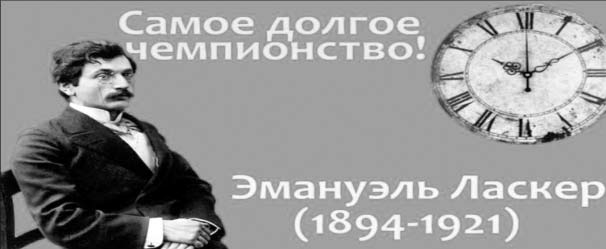 Самое долгое
чемпионство!
Эмануэль Ласкер
(1894-1921)